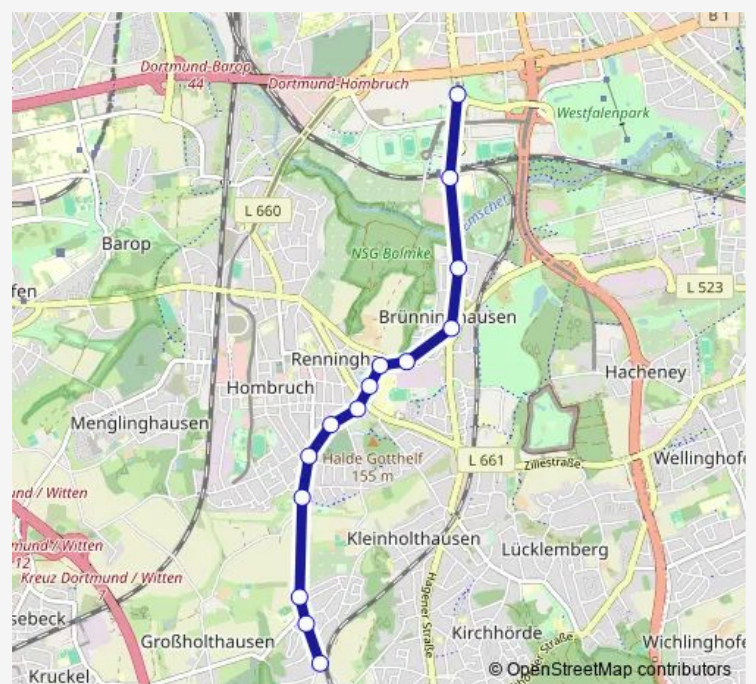 B 1
Dortmund-Barop
44
Dortmund-Hombruch
Westfalenpark
L 660
Emscher
Barop
NSG Bolmke
fen
L 523
Brünninghausen
Renningh
Hombruch
Hacheney
Menglinghausen
Halde Gotthelf
155 m
L 661
Zillestraße
Wellinghofe
und / Witten
Kleinholthausen
mund / Witten
12
Lücklemberg
Kreuz Dortmund / Witten
7
Hagener Straße
sebeck
Großholthausen
Kirchhörde
Wichlinghofe
Kruckel
© OpenStreetMap contributors